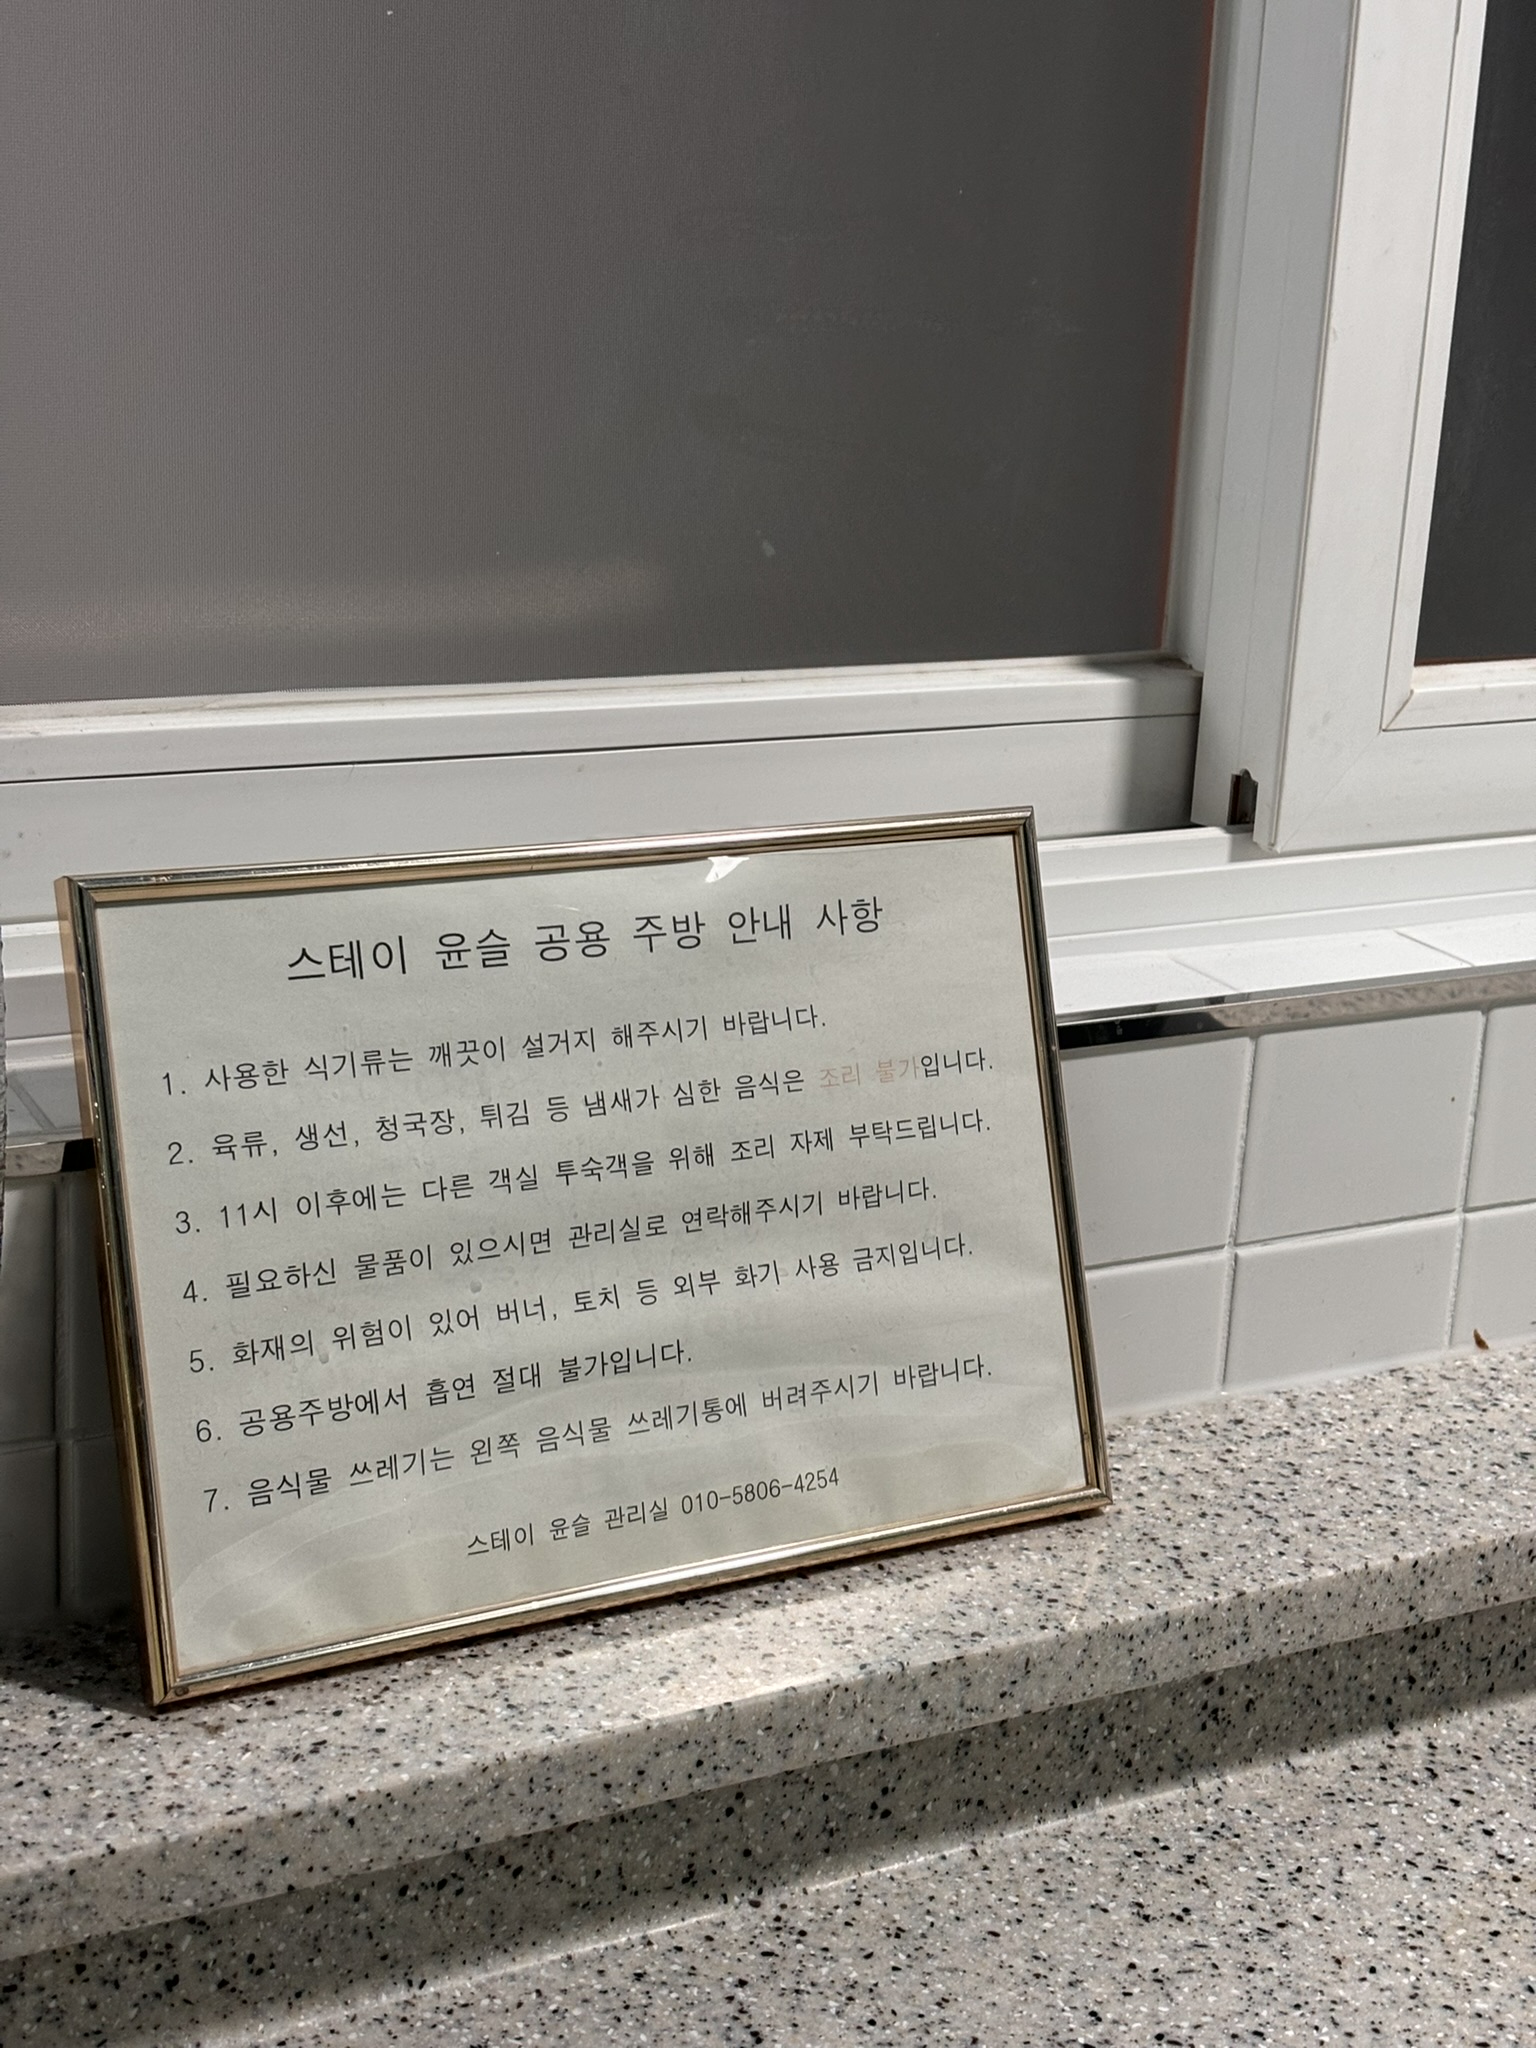 스테이 윤슬 공용 주방 안내 사항
1. 사용한 식기류는 깨끗이 설거지 해주시기 바랍니다.
2. 육류, 생선, 청국장, 튀김 등 냄새가 심한 음식은 조리 불가입니다.
3. 11시 이후에는 다른 객실 투숙객을 위해 조리 자제 부탁드립니다.
4. 필요하신 물품이 있으시면 관리실로 연락해주시기 바랍니다.
5. 화재의 위험이 있어 버너, 토치 등 외부 화기 사용 금지입니다.
6. 공용주방에서 흡연 절대 불가입니다.
7. 음식물 쓰레기는 왼쪽 음식물 쓰레기통에 버려주시기 바랍니다.
스테이 윤슬 관리실 010-5806-4254